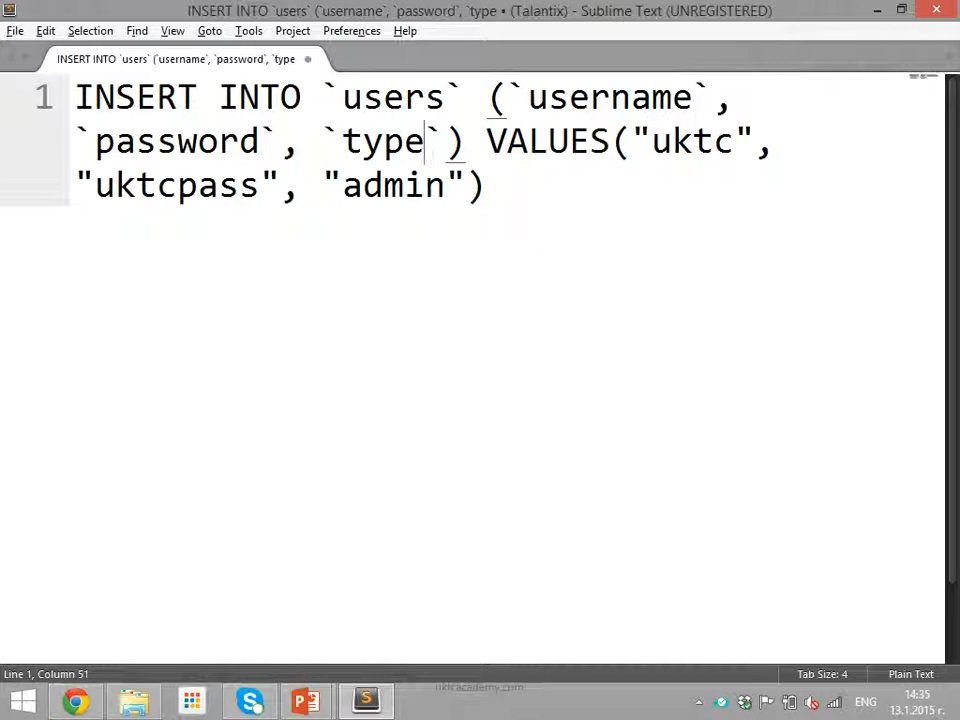 INSERT INTO `users` (`username`, `password`, `type • (Talantix) - Sublime Text (UNREGISTERED)
File Edit Selection Find View Goto Tools Project Preferences Help
INSERT INTO `users` (`username`, `password`, `type
1 INSERT INTO `users` (`username`,
`password`, `type`) VALUES("uktc",
"uktcpass", "admin")
Line 1, Column 51 Tab Size: 4 Plain Text
ENG
14:35
13.1.2015 г.